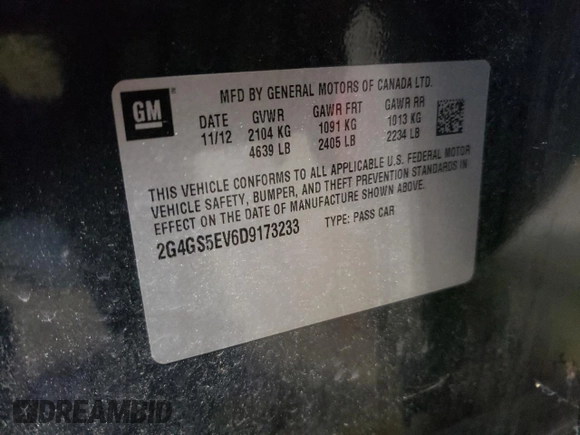 GM
MFD BY GENERAL MOTORS OF CANADA LTD.
DATE GVWR GAWR FRT GAWR RR
11/12 2104 KG 1091 KG 1013 KG
4639 LB 2405 LB 2234 LB
THIS VEHICLE CONFORMS TO ALL APPLICABLE U.S. FEDERAL MOTOR
VEHICLE SAFETY, BUMPER, AND THEFT PREVENTION STANDARDS IN
EFFECT ON THE DATE OF MANUFACTURE SHOWN ABOVE.
2G4GS5EV6D9173233 TYPE: PASS CAR
DREAMBID